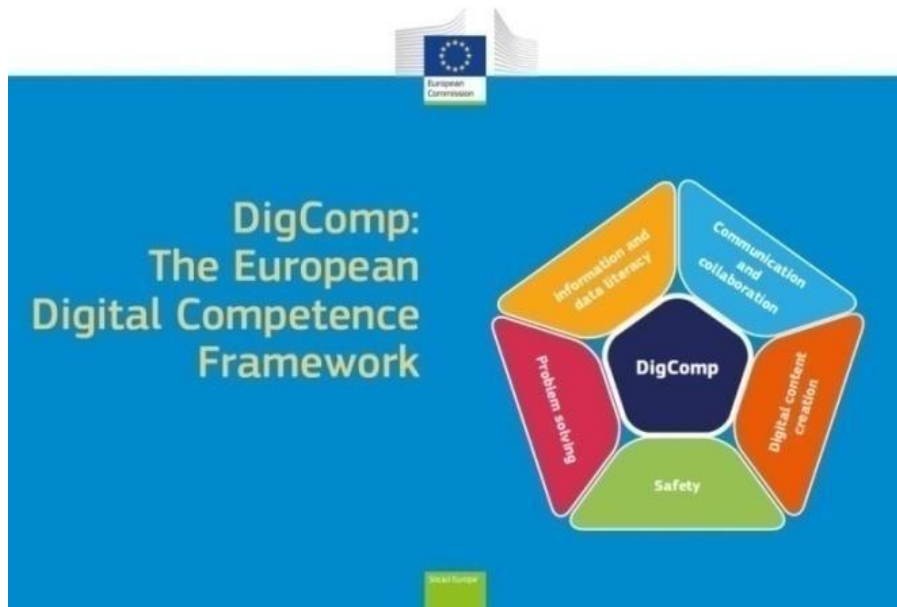 European
Commission
DigComp:
The European
Digital Competence
Framework
Information and
data literacy
Communication
and
collaboration
Problem solving
DigComp
Digital content
creation
Safety
Social Europe